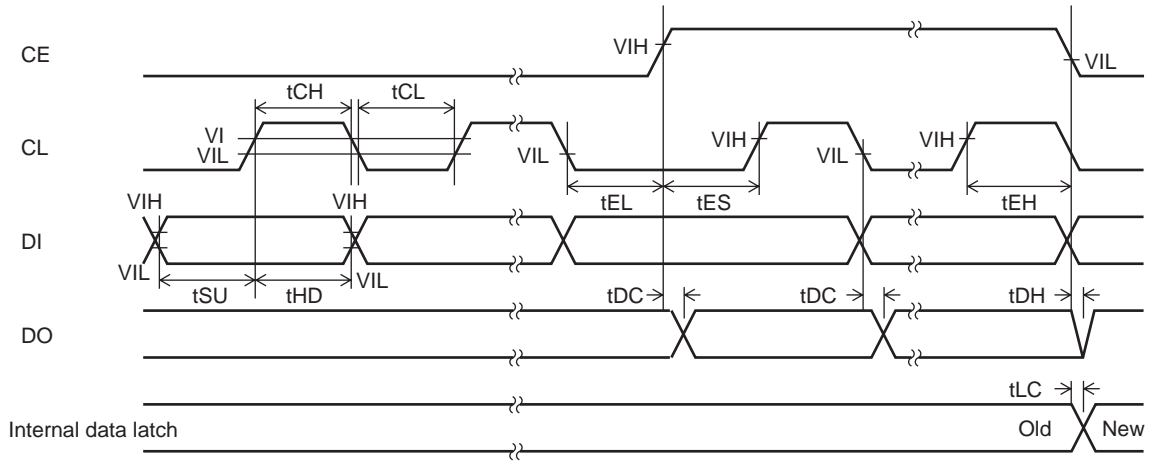 CE
VIH
VIL
tCH
tCL
CL
VI
VIL
VIL
VIH
VIL
VIH
tEL
tES
tEH
DI
VIH
VIH
VIL
VIL
tSU
tHD
DO
tDC
tDC
tDH
tLC
Internal data latch
Old
New